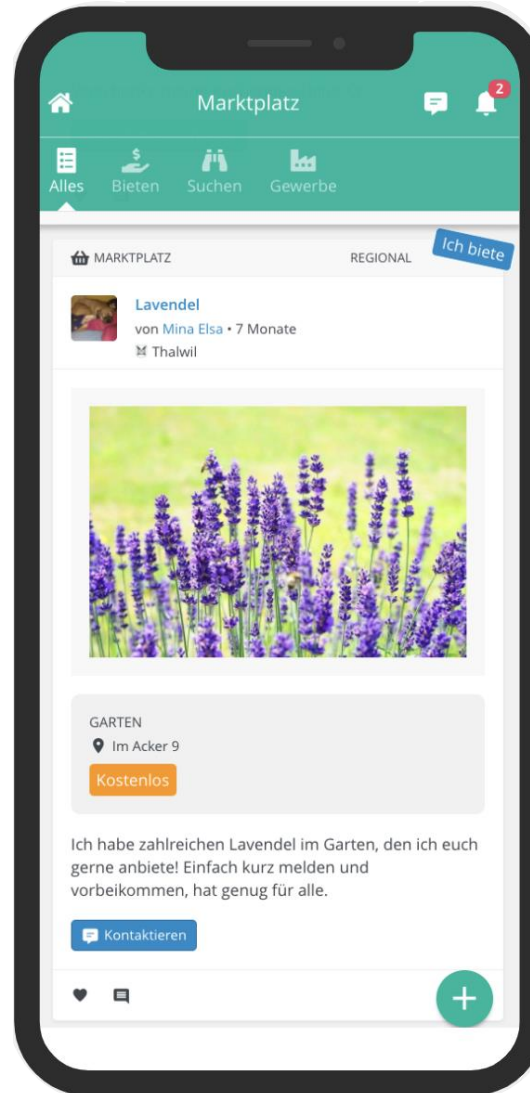 Marktplatz
2
Alles
Bieten
Suchen
Gewerbe
MARKTPLATZ
REGIONAL
Ich biete
Lavendel
von Mina Elsa • 7 Monate
Thalwil
GARTEN
Im Acker 9
Kostenlos
Ich habe zahlreichen Lavendel im Garten, den ich euch
gerne anbiete! Einfach kurz melden und
vorbeikommen, hat genug für alle.
Kontaktieren